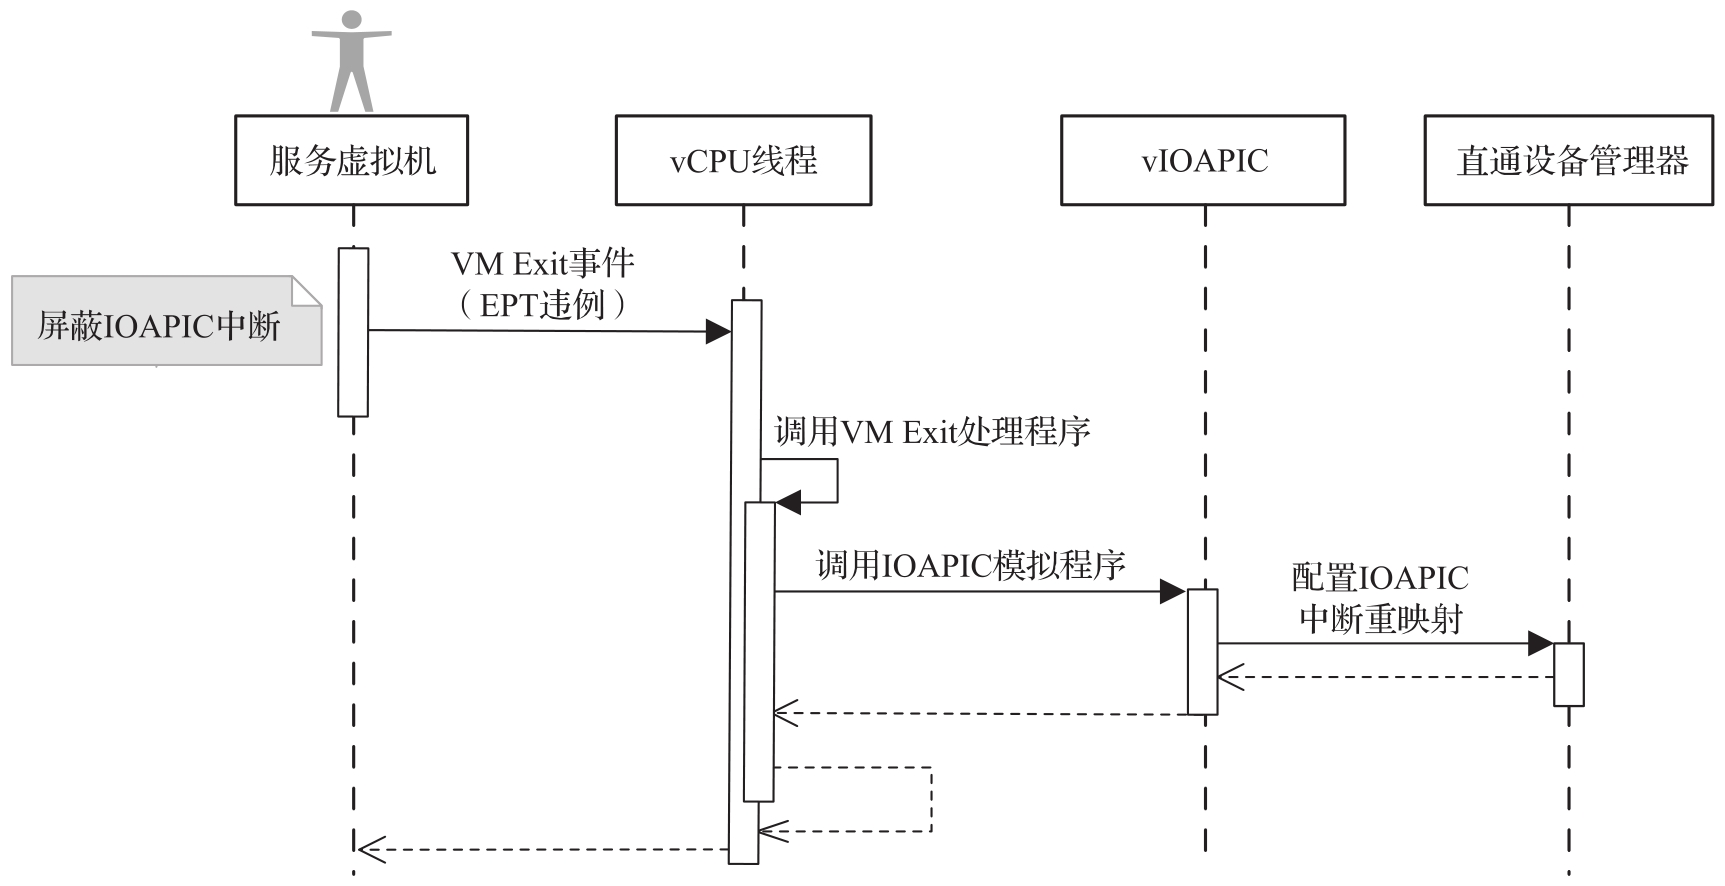 服务虚拟机
vCPU线程
vIOAPIC
直通设备管理器
VM Exit事件
（EPT违例）
屏蔽IOAPIC中断
调用VM Exit处理程序
调用IOAPIC模拟程序
配置IOAPIC
中断重映射